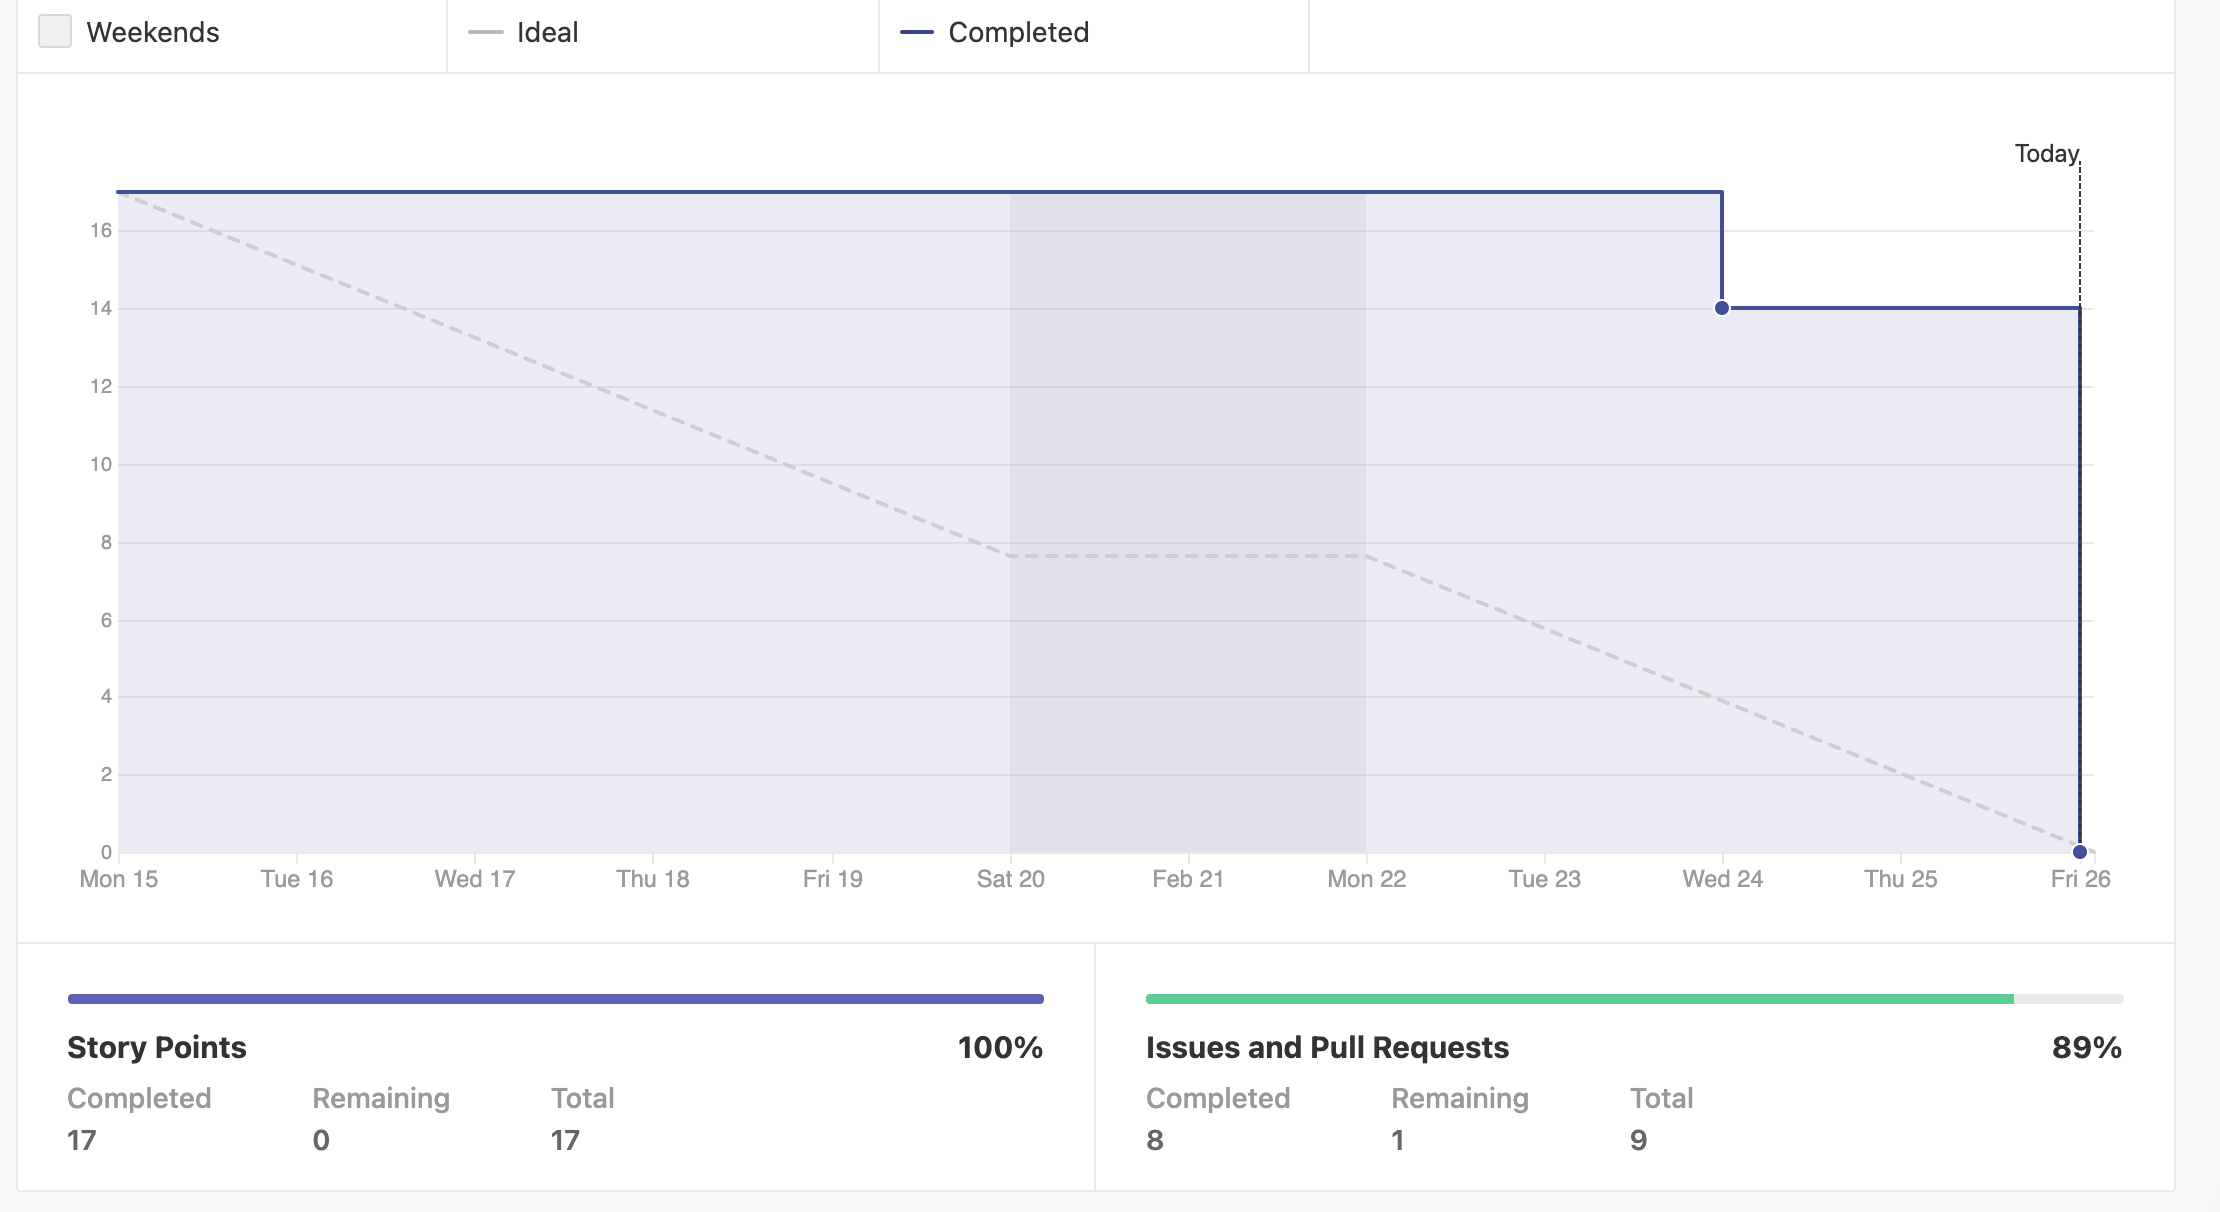 Weekends
Ideal
Completed
Today
16
14
12
10
8
6
4
2
0
Mon 15 Tue 16 Wed 17 Thu 18 Fri 19 Sat 20 Feb 21 Mon 22 Tue 23 Wed 24 Thu 25 Fri 26
Story Points 100%
Completed Remaining Total
17 0 17
Issues and Pull Requests 89%
Completed Remaining Total
8 1 9